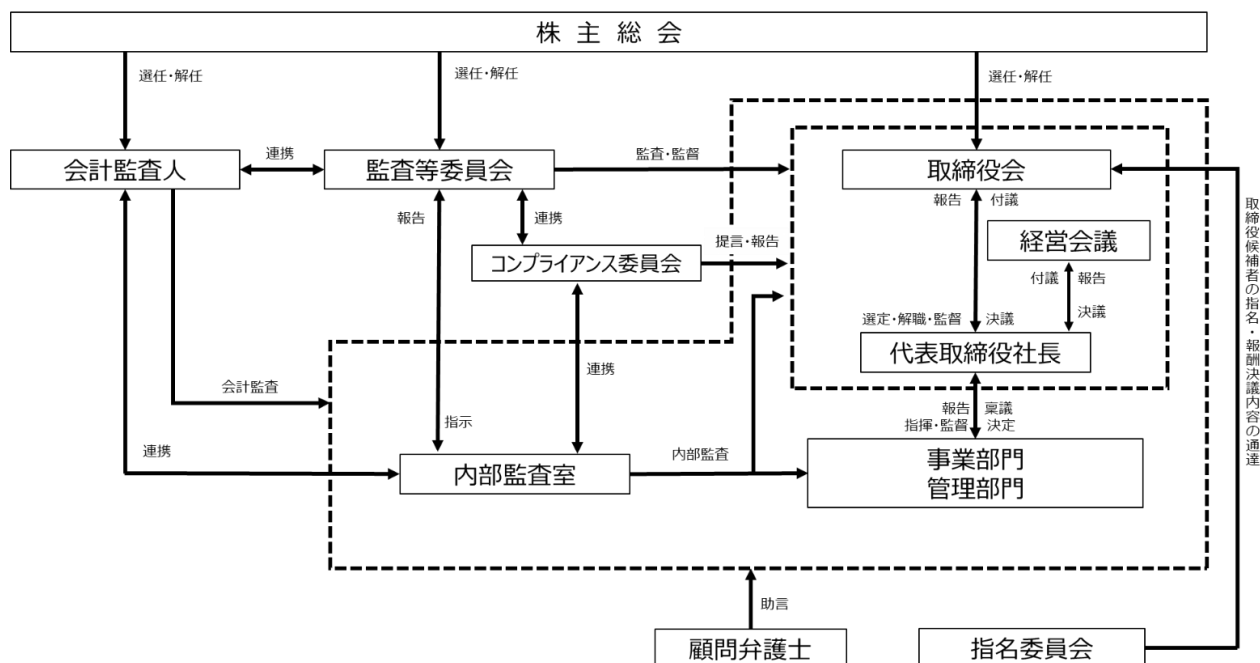 株 主 総 会
選任・解任
選任・解任
選任・解任
会計監査人
連携
監査等委員会
監査・監督
取締役会
報告
連携
報告
付議
提言・報告
経営会議
コンプライアンス委員会
付議
報告
選定・解職・監督
決議
決議
代表取締役社長
会計監査
連携
報告
稟議
指揮・監督
決定
指示
連携
内部監査室
内部監査
事業部門
管理部門
取締役候補者の指名・報酬決議内容の通達
助言
顧問弁護士
指名委員会